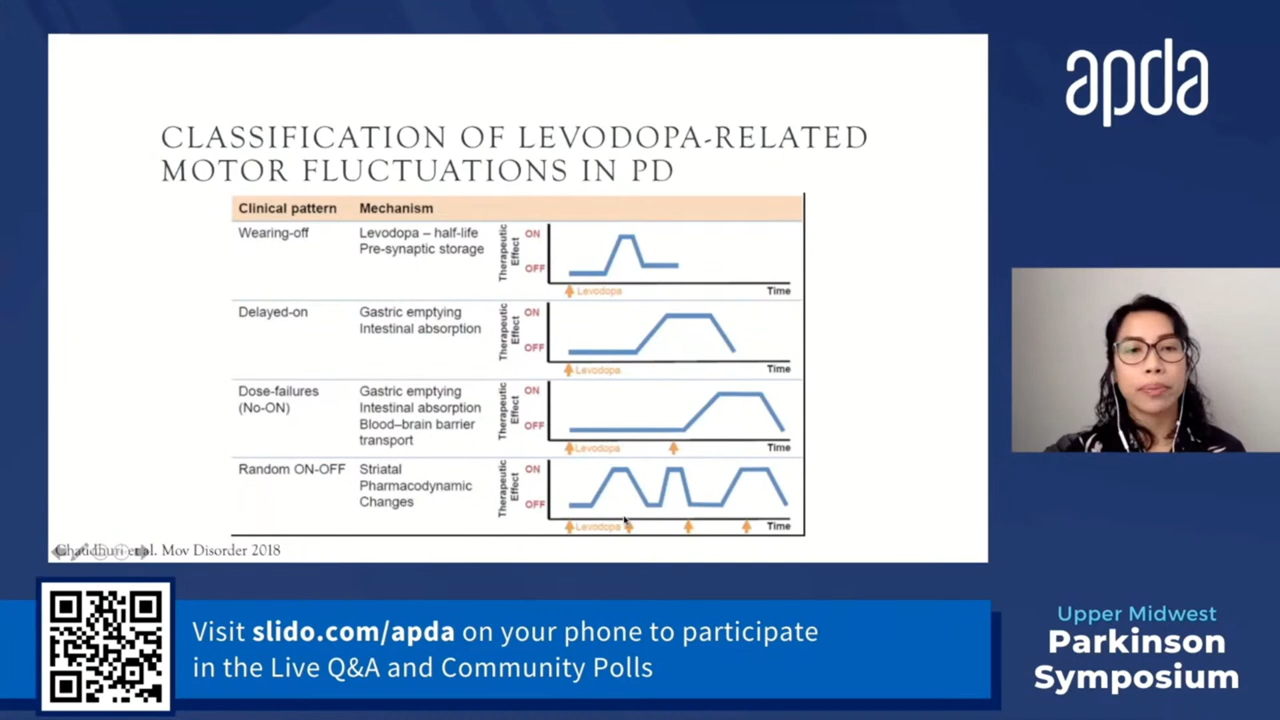 apda
CLASSIFICATION OF LEVODOPA-RELATED
MOTOR FLUCTUATIONS IN PD
Clinical pattern Mechanism
Wearing-off
Levodopa – half-life
Pre-synaptic storage
Therapeutic
Effect
ON
OFF
Levodopa
Time
Delayed-on
Gastric emptying
Intestinal absorption
Therapeutic
Effect
ON
OFF
Levodopa
Time
Dose-failures
(No-ON)
Gastric emptying
Intestinal absorption
Blood–brain barrier
transport
Therapeutic
Effect
ON
OFF
Levodopa
Time
Random ON-OFF
Striatal
Pharmacodynamic
Changes
Therapeutic
Effect
ON
OFF
Levodopa
Time
Chaudhuri et al. Mov Disorder 2018
Visit slido.com/apda on your phone to participate
in the Live Q&A and Community Polls
Upper Midwest
Parkinson
Symposium